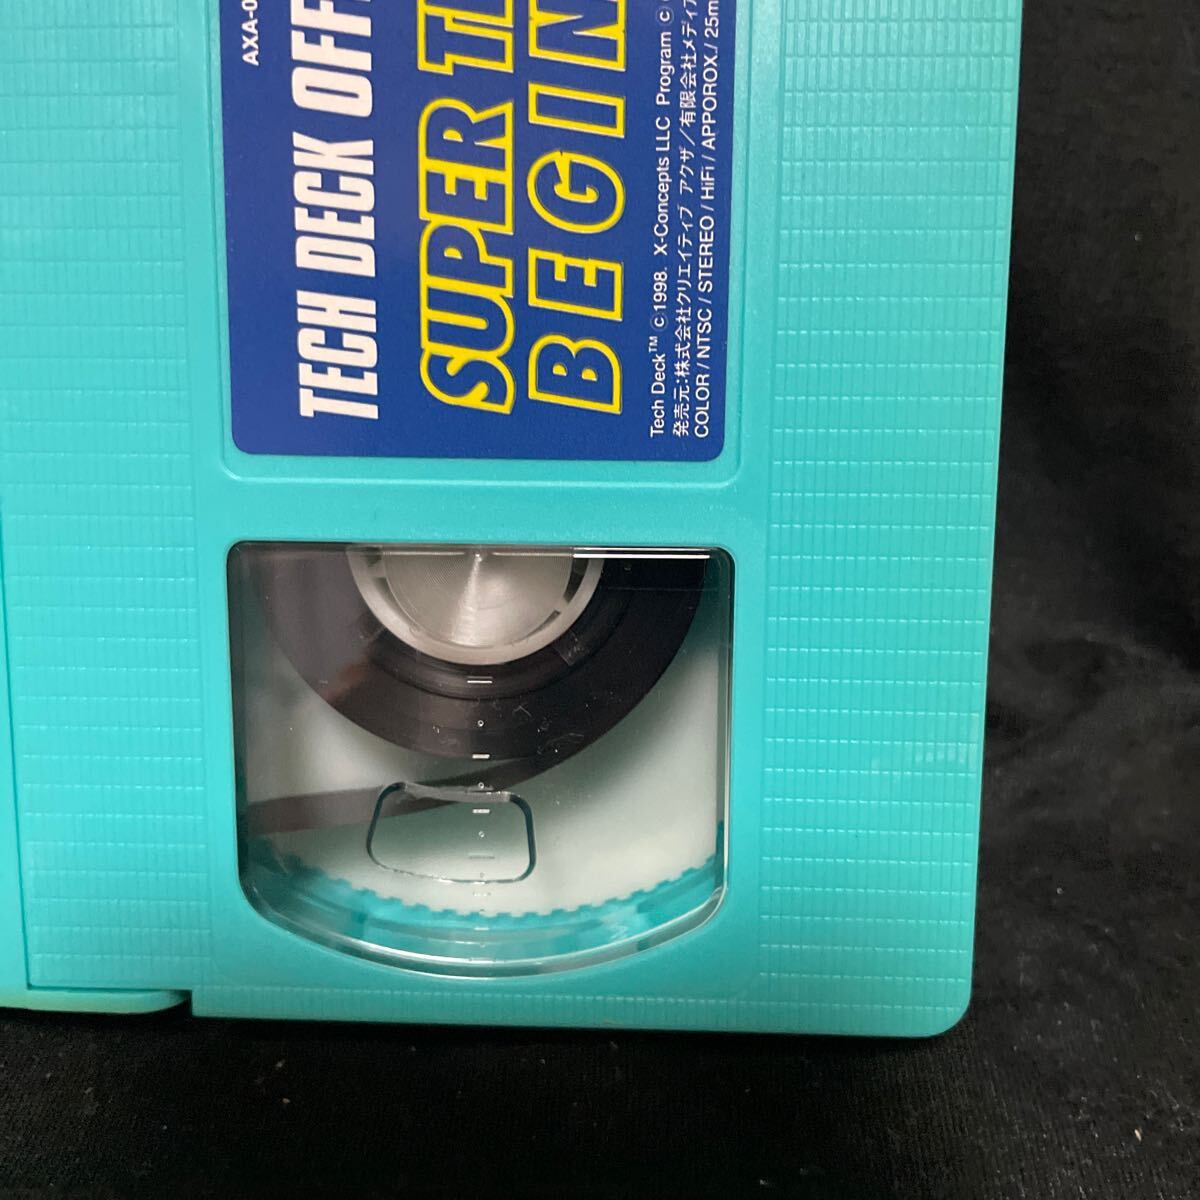 AXA-0
TECH DECK OFF
SUPER T
BEGIN
Tech Deck™ ©1998. X-Concepts LLC Program ©
発売元:株式会社クリエイティブ アクザ/有限会社メディア
COLOR / NTSC / STEREO / HiFi / APPOROX./ 25m